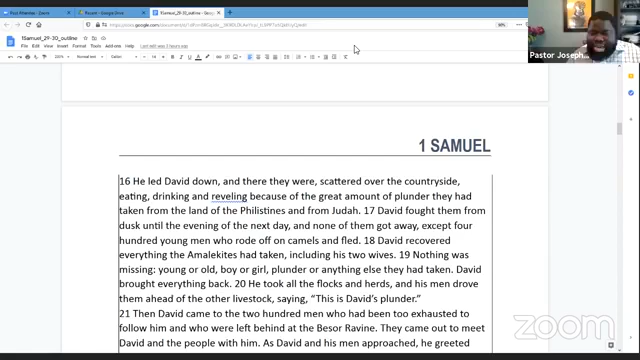 1Samuel_29-30_outline
File Edit View Insert Format Tools
Pastor Joseph
1 SAMUEL
16 He led David down, and there they were, scattered over the countryside,
eating, drinking and reveling because of the great amount of plunder they had
taken from the land of the Philistines and from Judah. 17 David fought them from
dusk until the evening of the next day, and none of them got away, except four
hundred young men who rode off on camels and fled. 18 David recovered
everything the Amalekites had taken, including his two wives. 19 Nothing was
missing: young or old, boy or girl, plunder or anything else they had taken. David
brought everything back. 20 He took all the flocks and herds, and his men drove
them ahead of the other livestock, saying, “This is David’s plunder.”
21 Then David came to the two hundred men who had been too exhausted to
follow him and who were left behind at the Besor Ravine. They came out to meet
David and the people with him. As David and his men approached, he greeted
zoom